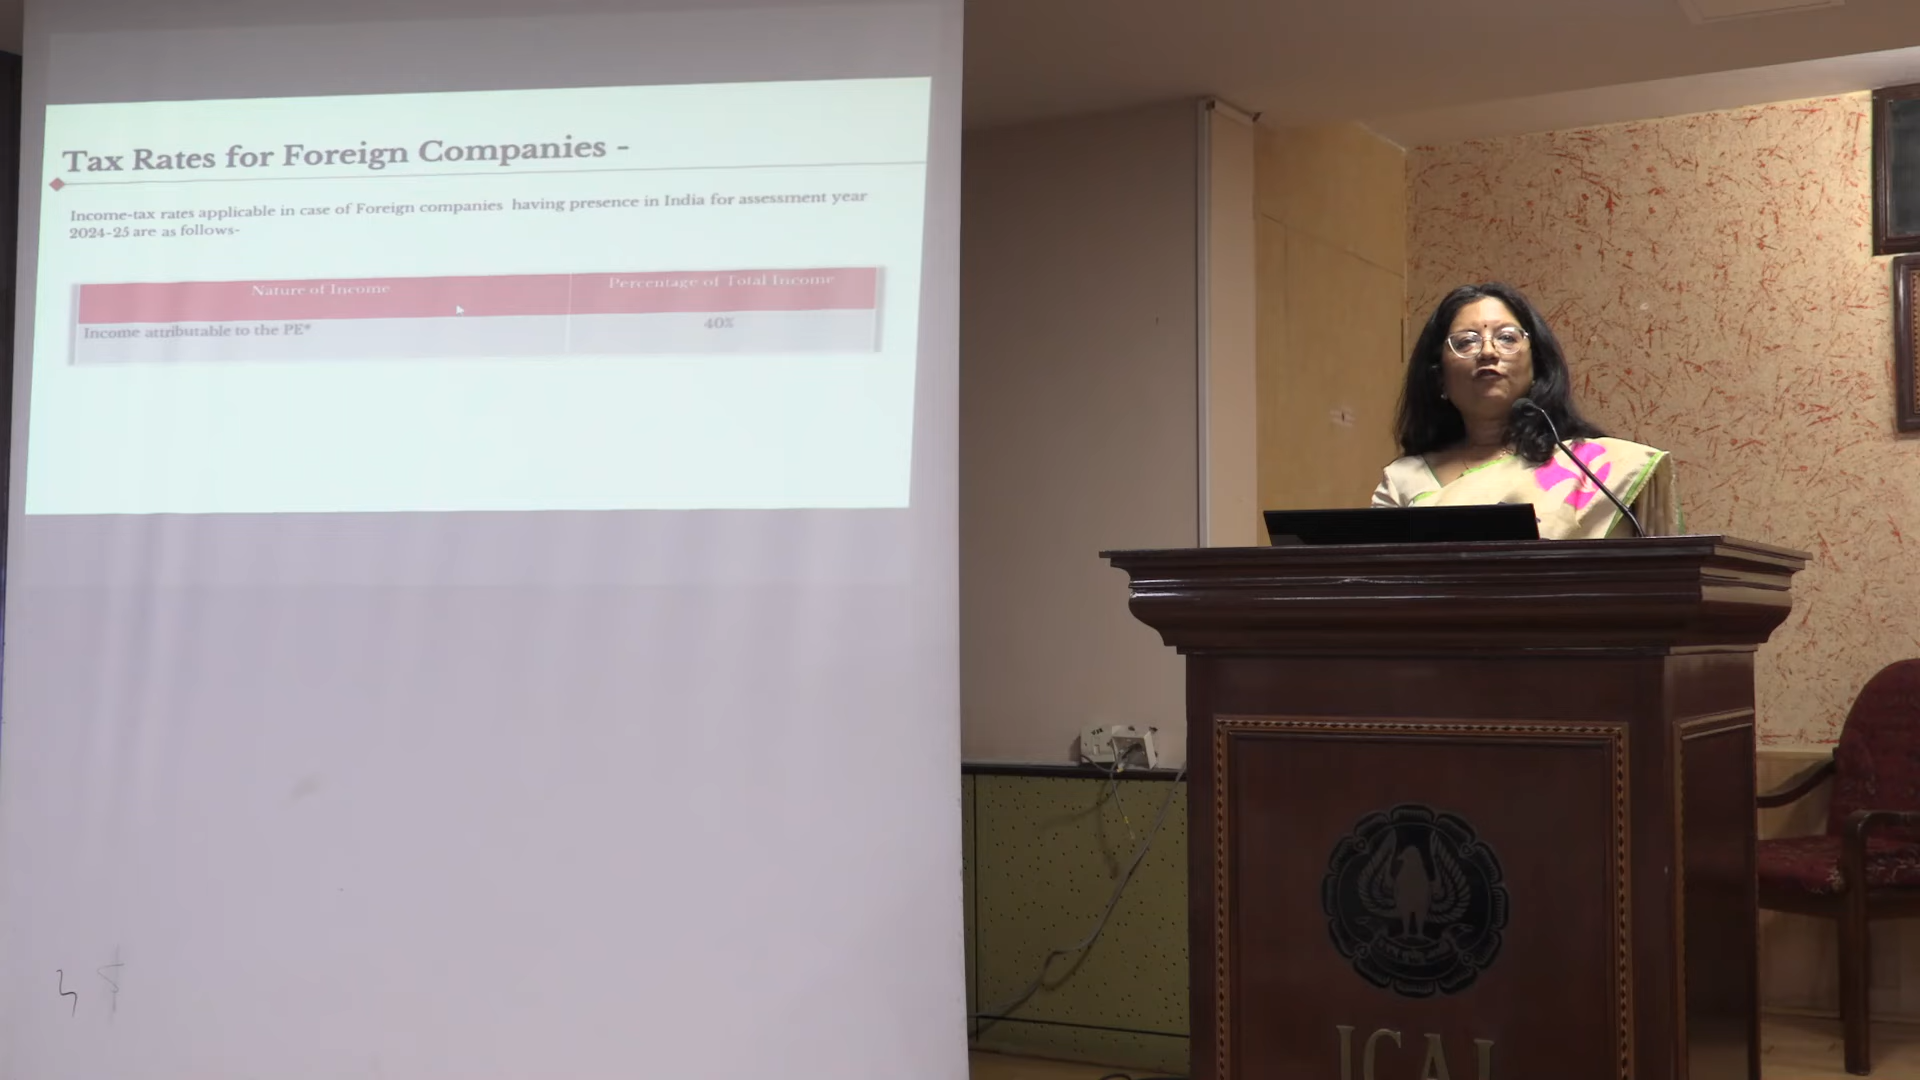 Tax Rates for Foreign Companies -
Income-tax rates applicable in case of Foreign companies having presence in India for assessment year
2024-25 are as follows-
Nature of Income Percentage of Total Income
Income attributable to the PE* 40%
ICAI